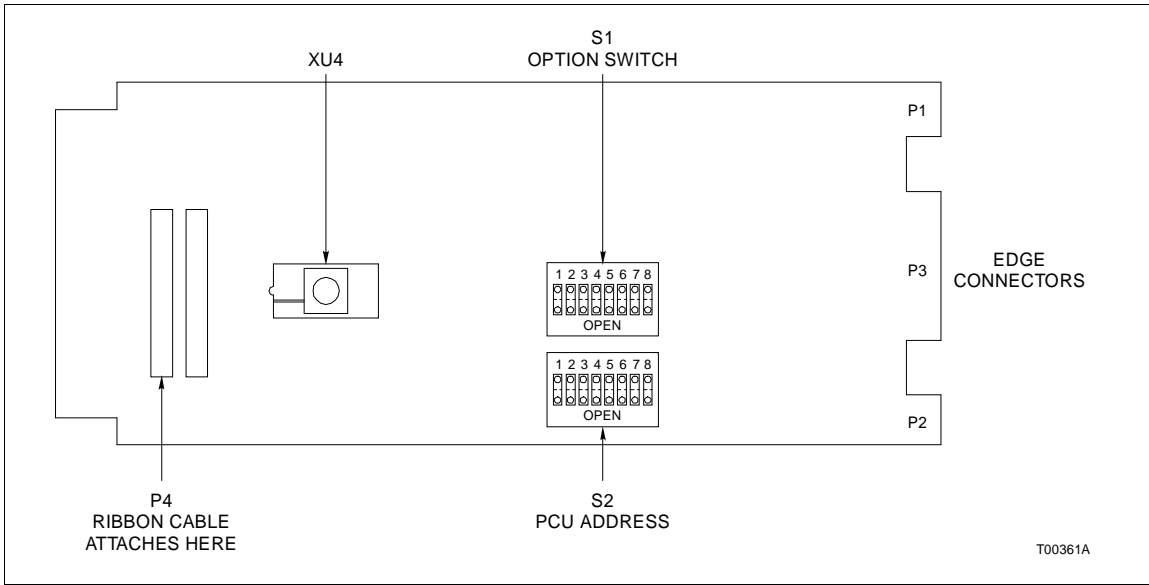 S1
OPTION SWITCH
XU4
P1
1 2 3 4 5 6 7 8
OPEN
P3
EDGE
CONNECTORS
1 2 3 4 5 6 7 8
OPEN
P2
P4
RIBBON CABLE
ATTACHES HERE
S2
PCU ADDRESS
T00361A